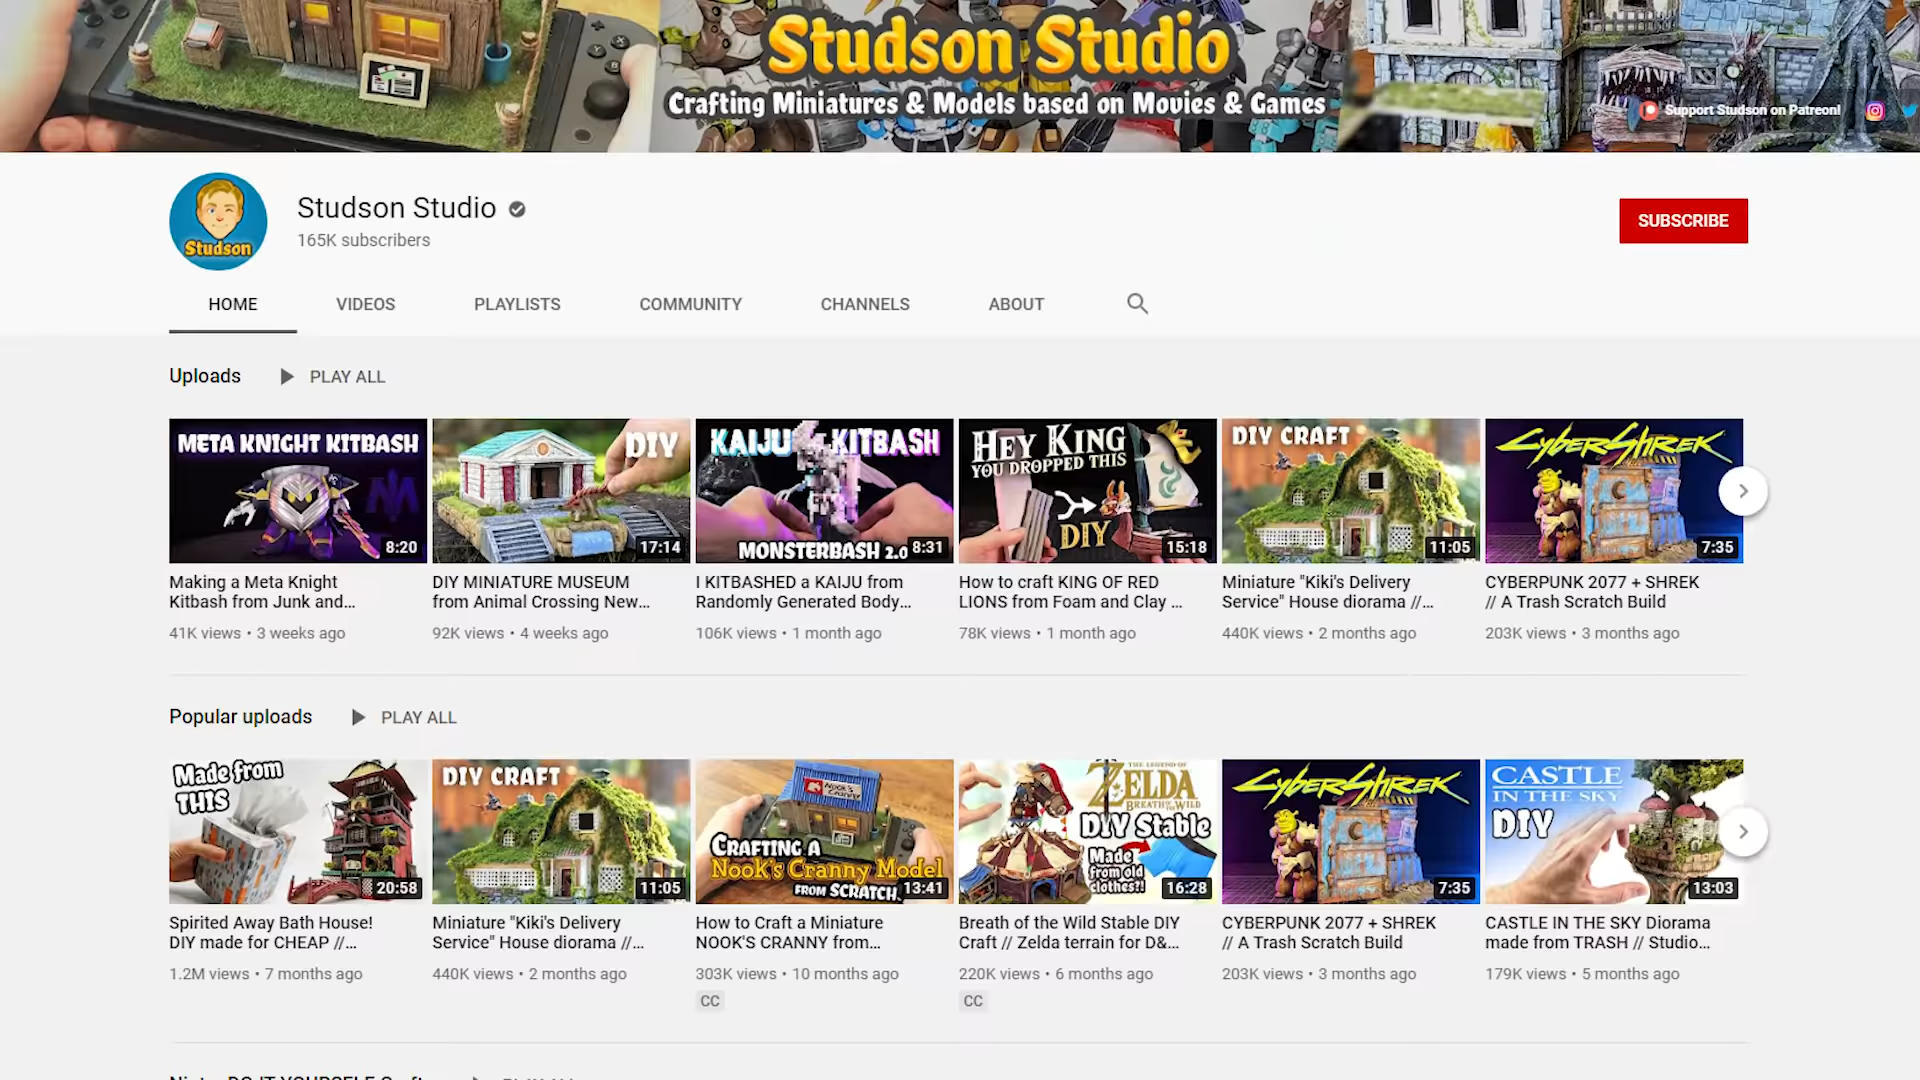 Studson Studio
Crafting Miniatures & Models based on Movies & Games
Support Studson on Patreon!
Studson
Studson Studio
165K subscribers
SUBSCRIBE
HOME
VIDEOS
PLAYLISTS
COMMUNITY
CHANNELS
ABOUT
Uploads
PLAY ALL
META KNIGHT KITBASH
8:20
DIY
17:14
KAIJU KITBASH
MONSTERBASH 2.0
8:31
HEY KING
YOU DROPPED THIS
DIY
15:18
DIY CRAFT
11:05
CYBERSHREK
7:35
Making a Meta Knight
Kitbash from Junk and...
41K views • 3 weeks ago
DIY MINIATURE MUSEUM
from Animal Crossing New...
92K views • 4 weeks ago
I KITBASHED a KAIJU from
Randomly Generated Body...
106K views • 1 month ago
How to craft KING OF RED
LIONS from Foam and Clay ...
78K views • 1 month ago
Miniature "Kiki's Delivery
Service" House diorama //...
440K views • 2 months ago
CYBERPUNK 2077 + SHREK
// A Trash Scratch Build
203K views • 3 months ago
Popular uploads
PLAY ALL
Made from
THIS
20:58
DIY CRAFT
11:05
Nook's Cranny
CRAFTING A
Nook's Cranny Model
FROM SCRATCH.
13:41
THE LEGEND OF
ZELDA
BREATH OF THE WILD
DIY Stable
Made
from old
clothes!!
16:28
CYBERSHREK
7:35
CASTLE
IN THE SKY
DIY
13:03
Spirited Away Bath House!
DIY made for CHEAP //...
1.2M views • 7 months ago
Miniature "Kiki's Delivery
Service" House diorama //...
440K views • 2 months ago
How to Craft a Miniature
NOOK'S CRANNY from...
303K views • 10 months ago
CC
Breath of the Wild Stable DIY
Craft // Zelda terrain for D&...
220K views • 6 months ago
CC
CYBERPUNK 2077 + SHREK
// A Trash Scratch Build
203K views • 3 months ago
CASTLE IN THE SKY Diorama
made from TRASH // Studio...
179K views • 5 months ago